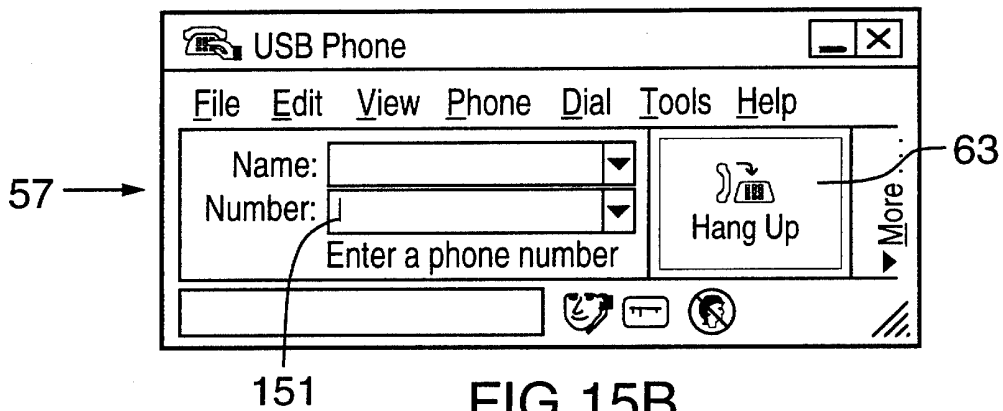 USB Phone
File Edit View Phone Dial Tools Help
Name:
Number:
Enter a phone number
Hang Up
More...
57
63
151
FIG.15B